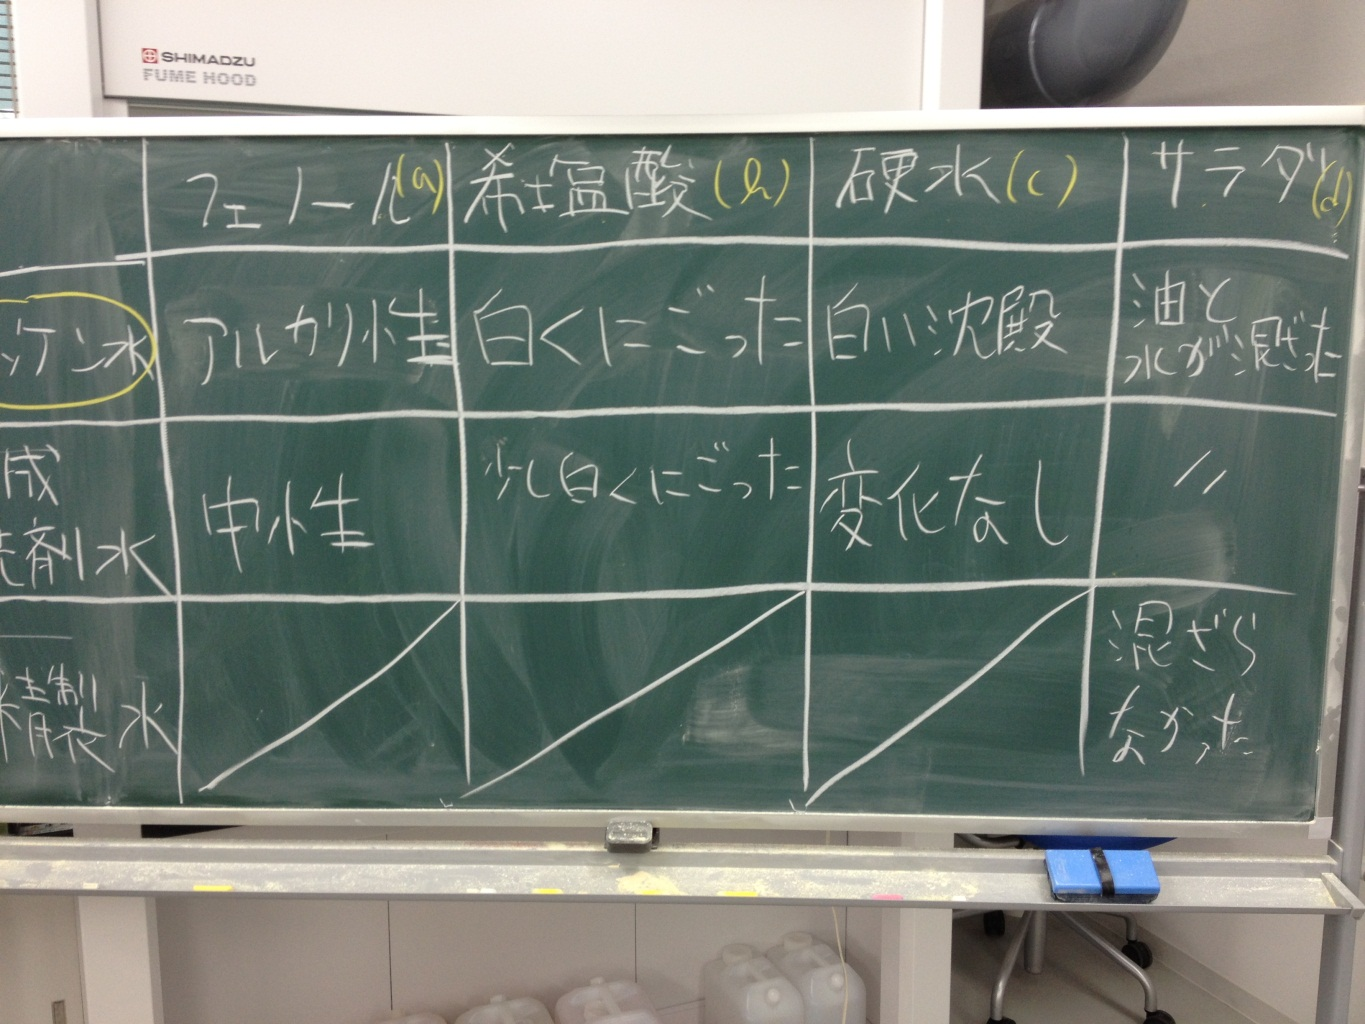 SHIMADZU
FUME HOOD
フェノール(a) 希塩酸(b) 硬水(c) サラダ(d)
ッケン水 アルカリ性 白くにごった 白い沈殿 油と
水が混ざった
成
洗剤水 中性 少し白くにごった 変化なし 〃
精製水 混ざら
なかった